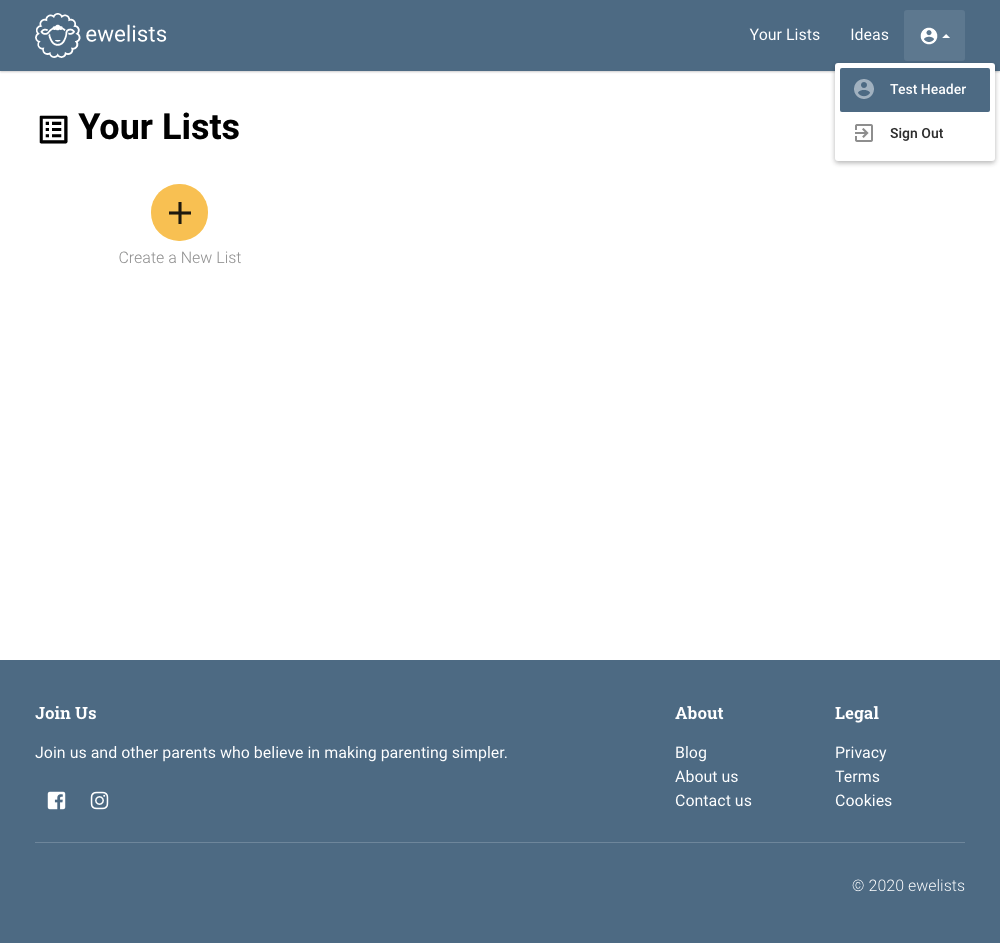 ewelists
Your Lists
Ideas
Test Header
Sign Out
Your Lists
Create a New List
Join Us
Join us and other parents who believe in making parenting simpler.
About
Blog
About us
Contact us
Legal
Privacy
Terms
Cookies
© 2020 ewelists